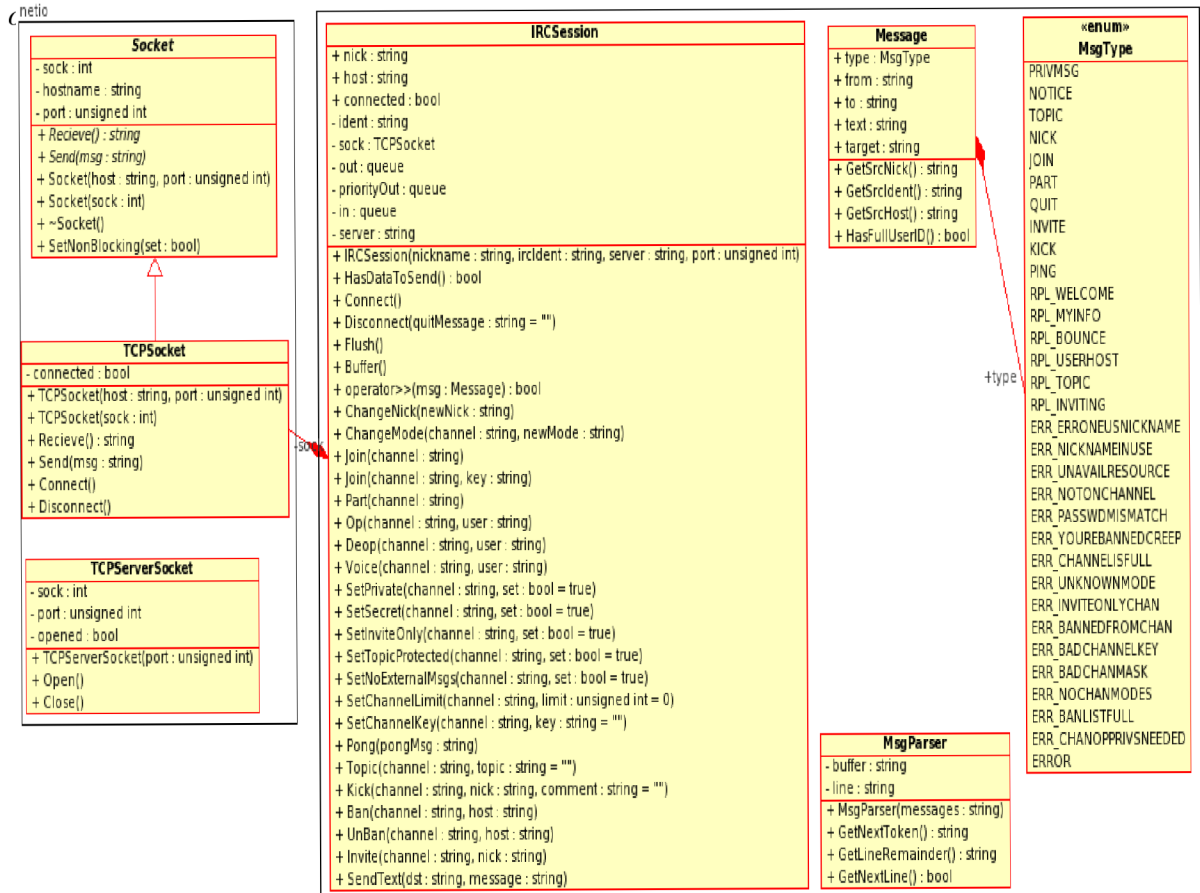 netio
Socket
- sock : int
- hostname : string
- port : unsigned int
+ Recieve() : string
+ Send(msg : string)
+ Socket(host : string, port : unsigned int)
+ Socket(sock : int)
+ ~Socket()
+ SetNonBlocking(set : bool)
TCPSocket
- connected : bool
+ TCPSocket(host : string, port : unsigned int)
+ TCPSocket(sock : int)
+ Recieve() : string
+ Send(msg : string)
+ Connect()
+ Disconnect()
TCPServerSocket
- sock : int
- port : unsigned int
- opened : bool
+ TCPServerSocket(port : unsigned int)
+ Open()
+ Close()
-sock
IRCSession
+ nick : string
+ host : string
+ connected : bool
- ident : string
- sock : TCPSocket
- out : queue
- priorityOut : queue
- in : queue
- server : string
+ IRCSession(nickname : string, ircIdent : string, server : string, port : unsigned int)
+ HasDataToSend() : bool
+ Connect()
+ Disconnect(quitMessage : string = "")
+ Flush()
+ Buffer()
+ operator>>(msg : Message) : bool
+ ChangeNick(newNick : string)
+ ChangeMode(channel : string, newMode : string)
+ Join(channel : string)
+ Join(channel : string, key : string)
+ Part(channel : string)
+ Op(channel : string, user : string)
+ Deop(channel : string, user : string)
+ Voice(channel : string, user : string)
+ SetPrivate(channel : string, set : bool = true)
+ SetSecret(channel : string, set : bool = true)
+ SetInviteOnly(channel : string, set : bool = true)
+ SetTopicProtected(channel : string, set : bool = true)
+ SetNoExternalMsgs(channel : string, set : bool = true)
+ SetChannelLimit(channel : string, limit : unsigned int = 0)
+ SetChannelKey(channel : string, key : string = "")
+ Pong(pongMsg : string)
+ Topic(channel : string, topic : string = "")
+ Kick(channel : string, nick : string, comment : string = "")
+ Ban(channel : string, host : string)
+ UnBan(channel : string, host : string)
+ Invite(channel : string, nick : string)
+ SendText(dst : string, message : string)
Message
+ type : MsgType
+ from : string
+ to : string
+ text : string
+ target : string
+ GetSrcNick() : string
+ GetSrcIdent() : string
+ GetSrcHost() : string
+ HasFullUserID() : bool
+type
MsgParser
- buffer : string
- line : string
+ MsgParser(messages : string)
+ GetNextToken() : string
+ GetLineRemainder() : string
+ GetNextLine() : bool
«enum»
MsgType
PRIVMSG
NOTICE
TOPIC
NICK
JOIN
PART
QUIT
INVITE
KICK
PING
RPL_WELCOME
RPL_MYINFO
RPL_BOUNCE
RPL_USERHOST
RPL_TOPIC
RPL_INVITING
ERR_ERRONEUSNICKNAME
ERR_NICKNAMEINUSE
ERR_UNAVAILRESOURCE
ERR_NOTONCHANNEL
ERR_PASSWDMISMATCH
ERR_YOUREBANNEDCREEP
ERR_CHANNELISFULL
ERR_UNKNOWNMODE
ERR_INVITEONLYCHAN
ERR_BANNEDFROMCHAN
ERR_BADCHANNELKEY
ERR_BADCHANMASK
ERR_NOCHANMODES
ERR_BANLISTFULL
ERR_CHANOPPRIVSNEEDED
ERROR